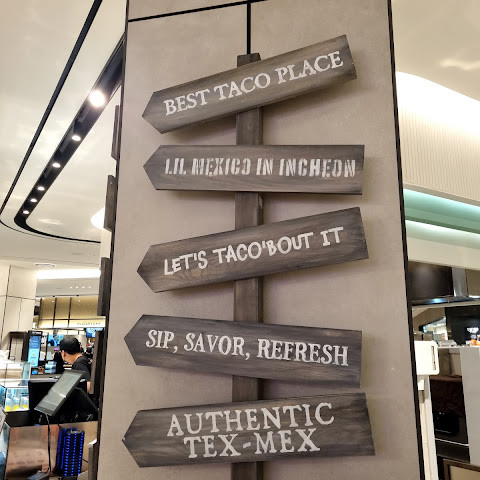 BEST TACO PLACE
LIL MEXICO IN INCHEON
LET'S TACO'BOUT IT
SIP, SAVOR, REFRESH
AUTHENTIC
TEX-MEX